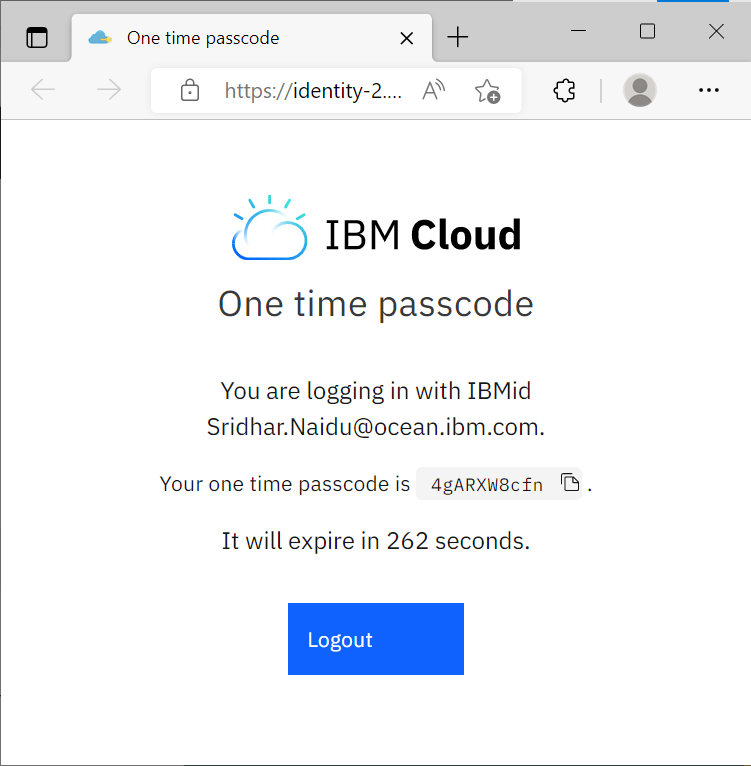 One time passcode
https://identity-2....
IBM Cloud
One time passcode
You are logging in with IBMid
Sridhar.Naidu@ocean.ibm.com.
Your one time passcode is 4gARXW8cfn .
It will expire in 262 seconds.
Logout